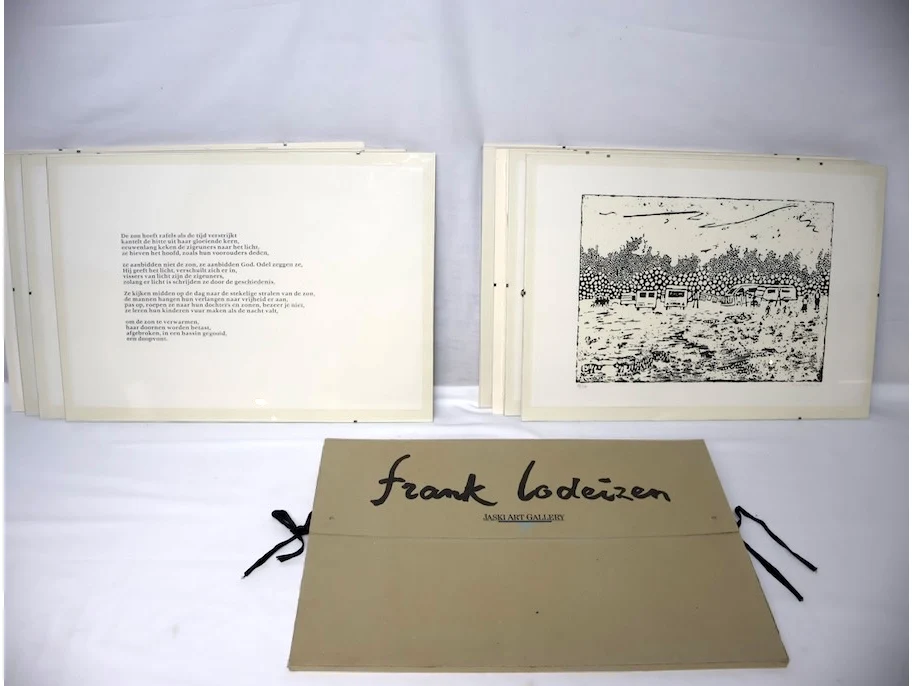 De zon heeft tafels als de tijd verstrijkt
kantelt de hitte uit haar gloeiende kern,
eeuwenlang keken de zigeuners naar het licht,
ze hieven het hoofd, zoals hun voorouders deden,
ze aanbidden niet de zon, ze aanbidden God. Odel zeggen ze,
Hij geeft het licht, verschuilt zich er in,
vissers van licht zijn de zigeuners,
zolang er licht is schrijden ze door de geschiedenis.
Ze kijken midden op de dag naar de stekelige stralen van de zon,
de mannen hangen hun verlangen naar vrijheid er aan,
pas op, roepen ze naar hun dochters en zonen, bezeer je niet,
ze leren hun kinderen vuur maken als de nacht valt,
om de zon te verwarmen,
haar doornen worden betast,
afgebroken, in een bassin gegooid,
een doopvont.
frank lodeizen
JASKI ART GALLERY